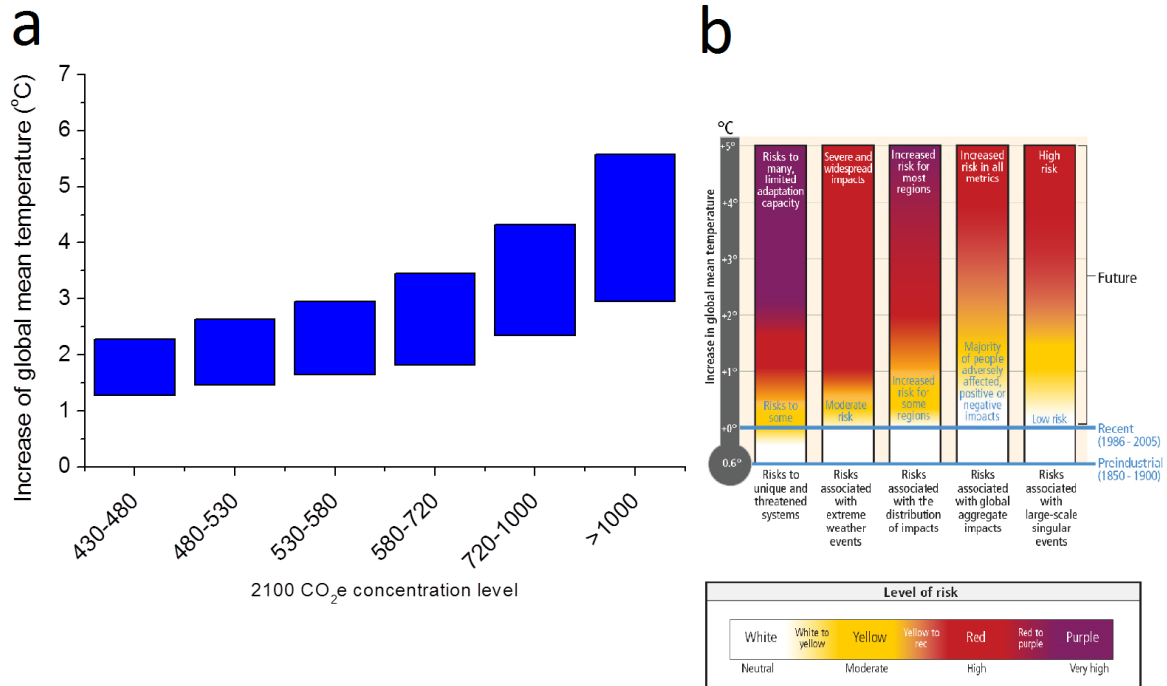 a
Increase of global mean temperature (°C)
7
6
5
4
3
2
1
0
430-480
480-530
530-580
580-720
720-1000
>1000
2100 CO₂e concentration level
b
°C
Increase in global mean temperature
+5°
+4°
+3°
+2°
+1°
+0°
0.6°
Risks to
many,
limited
adaptation
capacity
Severe and
widespread
impacts
Increased
risk for
most
regions
Increased
risk in all
metrics
High
risk
Risks to
some
Moderate
risk
Increased
risk for
some
regions
Majority
of people
adversely
affected,
positive or
negative
impacts
Low risk
Future
Recent
(1986 - 2005)
Preindustrial
(1850 - 1900)
Risks to
unique and
threatened
systems
Risks
associated
with
extreme
weather
events
Risks
associated
with the
distribution
of impacts
Risks
associated
with global
aggregate
impacts
Risks
associated
with
large-scale
singular
events
Level of risk
White
White to
yellow
Yellow
Yellow to
rec
Red
Red to
purple
Purple
Neutral
Moderate
High
Very high